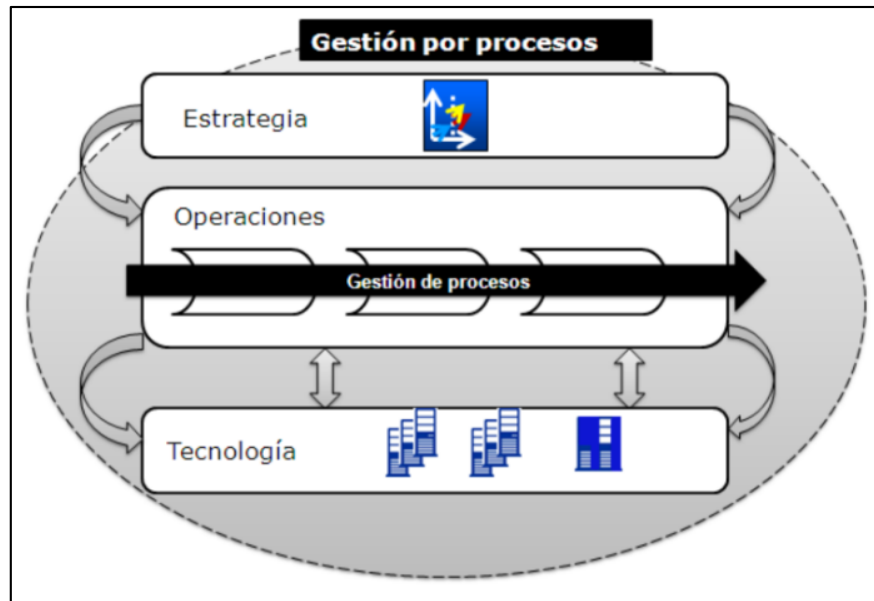 Gestión por procesos
Estrategia
Operaciones
Gestión de procesos
Tecnología